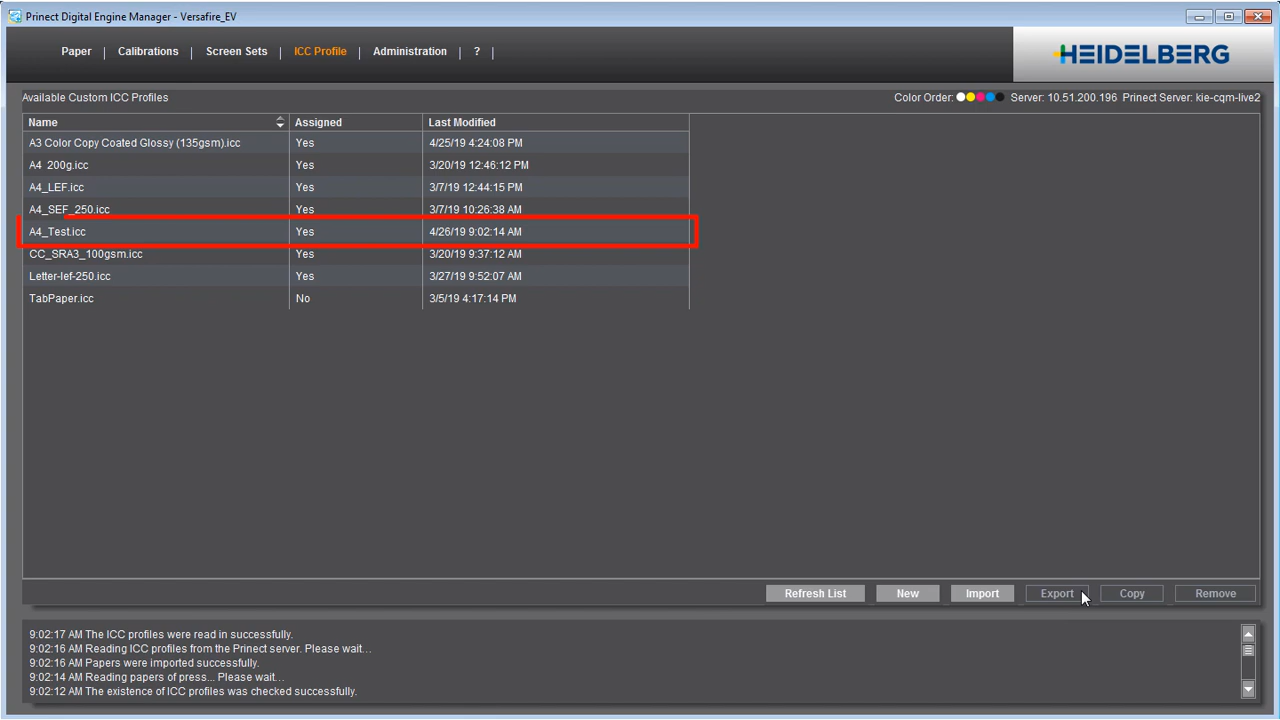 Prinect Digital Engine Manager - Versafire_EV
Paper | Calibrations | Screen Sets | ICC Profile | Administration | ? |
HEIDELBERG
Available Custom ICC Profiles
Color Order: Server: 10.51.200.196 Prinect Server: kie-cqm-live2
Name Assigned Last Modified
A3 Color Copy Coated Glossy (135gsm).icc Yes 4/25/19 4:24:08 PM
A4 200g.icc Yes 3/20/19 12:46:12 PM
A4_LEF.icc Yes 3/7/19 12:44:15 PM
A4_SEF_250.icc Yes 3/7/19 10:26:38 AM
A4_Test.icc Yes 4/26/19 9:02:14 AM
CC_SRA3_100gsm.icc Yes 3/20/19 9:37:12 AM
Letter-lef-250.icc Yes 3/27/19 9:52:07 AM
TabPaper.icc No 3/5/19 4:17:14 PM
Refresh List New Import Export Copy Remove
9:02:17 AM The ICC profiles were read in successfully.
9:02:16 AM Reading ICC profiles from the Prinect server. Please wait...
9:02:16 AM Papers were imported successfully.
9:02:14 AM Reading papers of press... Please wait...
9:02:12 AM The existence of ICC profiles was checked successfully.